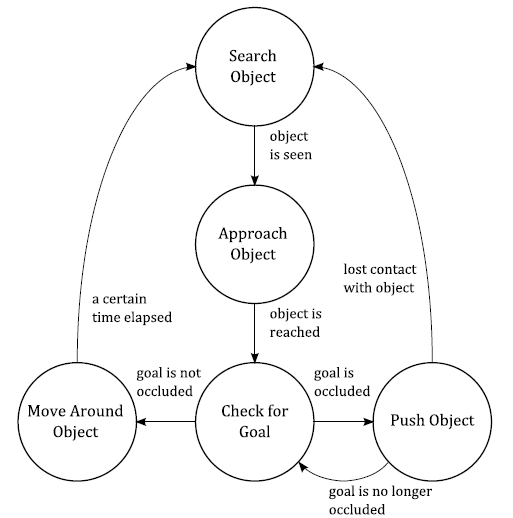 Search
Object
object
is seen
Approach
Object
lost contact
with object
a certain
time elapsed
object is
reached
goal is not
occluded
goal is
occluded
Move Around
Object
Check for
Goal
Push Object
goal is no longer
occluded